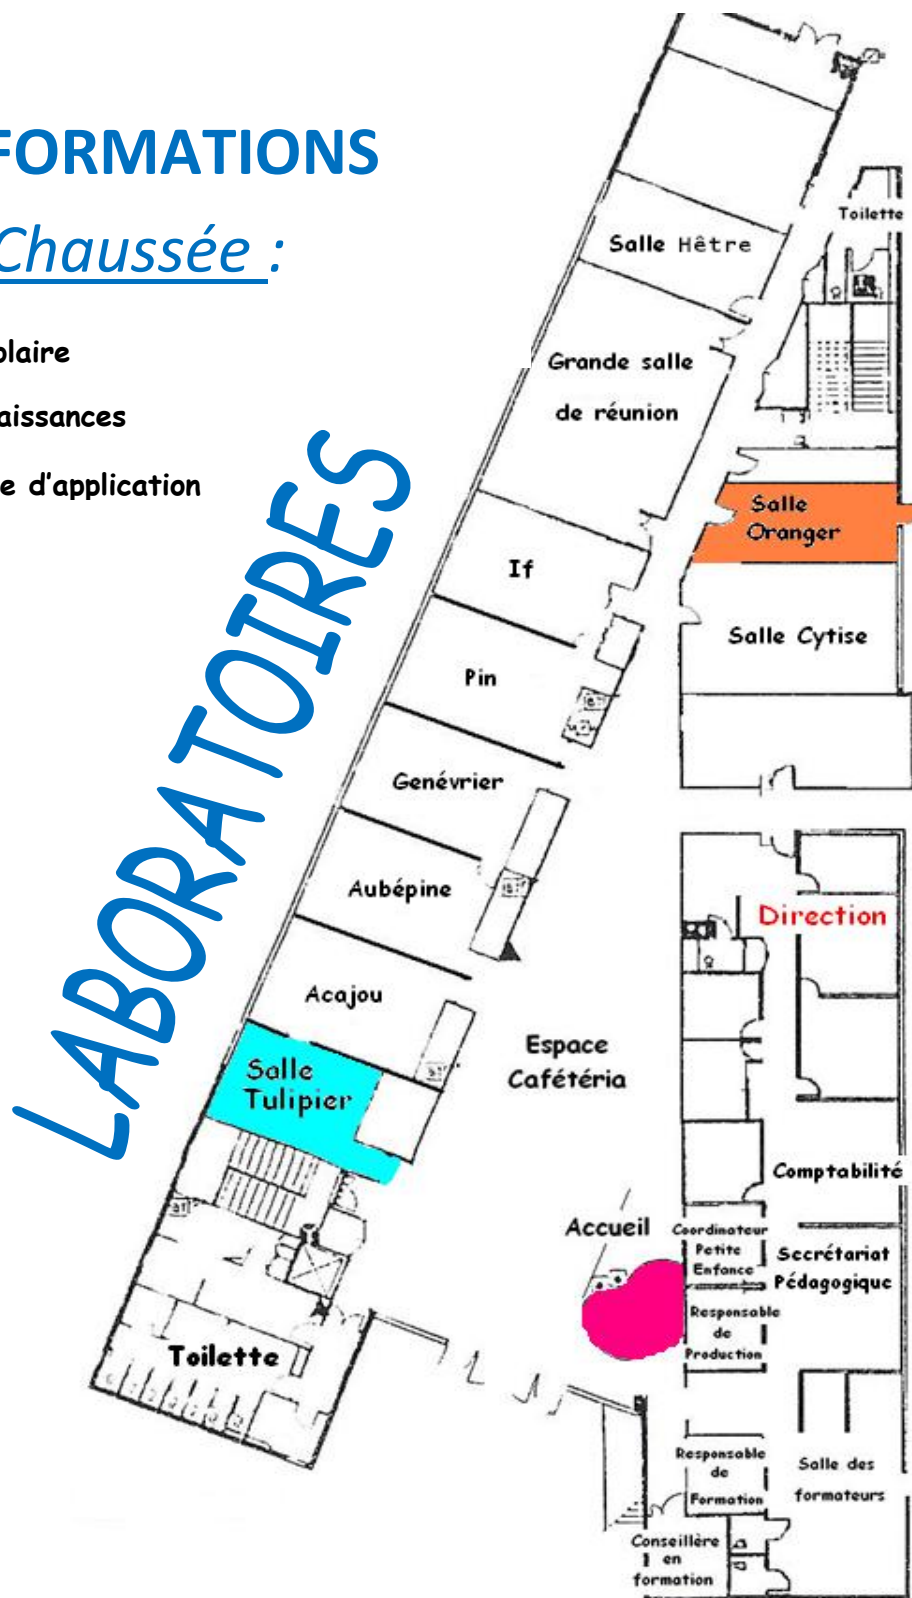 FORMATIONS
Chaussée :
olaire
aissances
e d’application
LABORATOIRES
Toilette
Salle Hêtre
Grande salle
de réunion
Salle
Oranger
If
Salle Cytise
Pin
Genévrier
Aubépine
Direction
Acajou
Espace
Cafétéria
Salle
Tulipier
Comptabilité
Accueil
Coordinateur
Petite
Enfance
Secrétariat
Pédagogique
Responsable
de
Production
Toilette
Responsable
de
Formation
Salle des
formateurs
Conseillère
en
formation